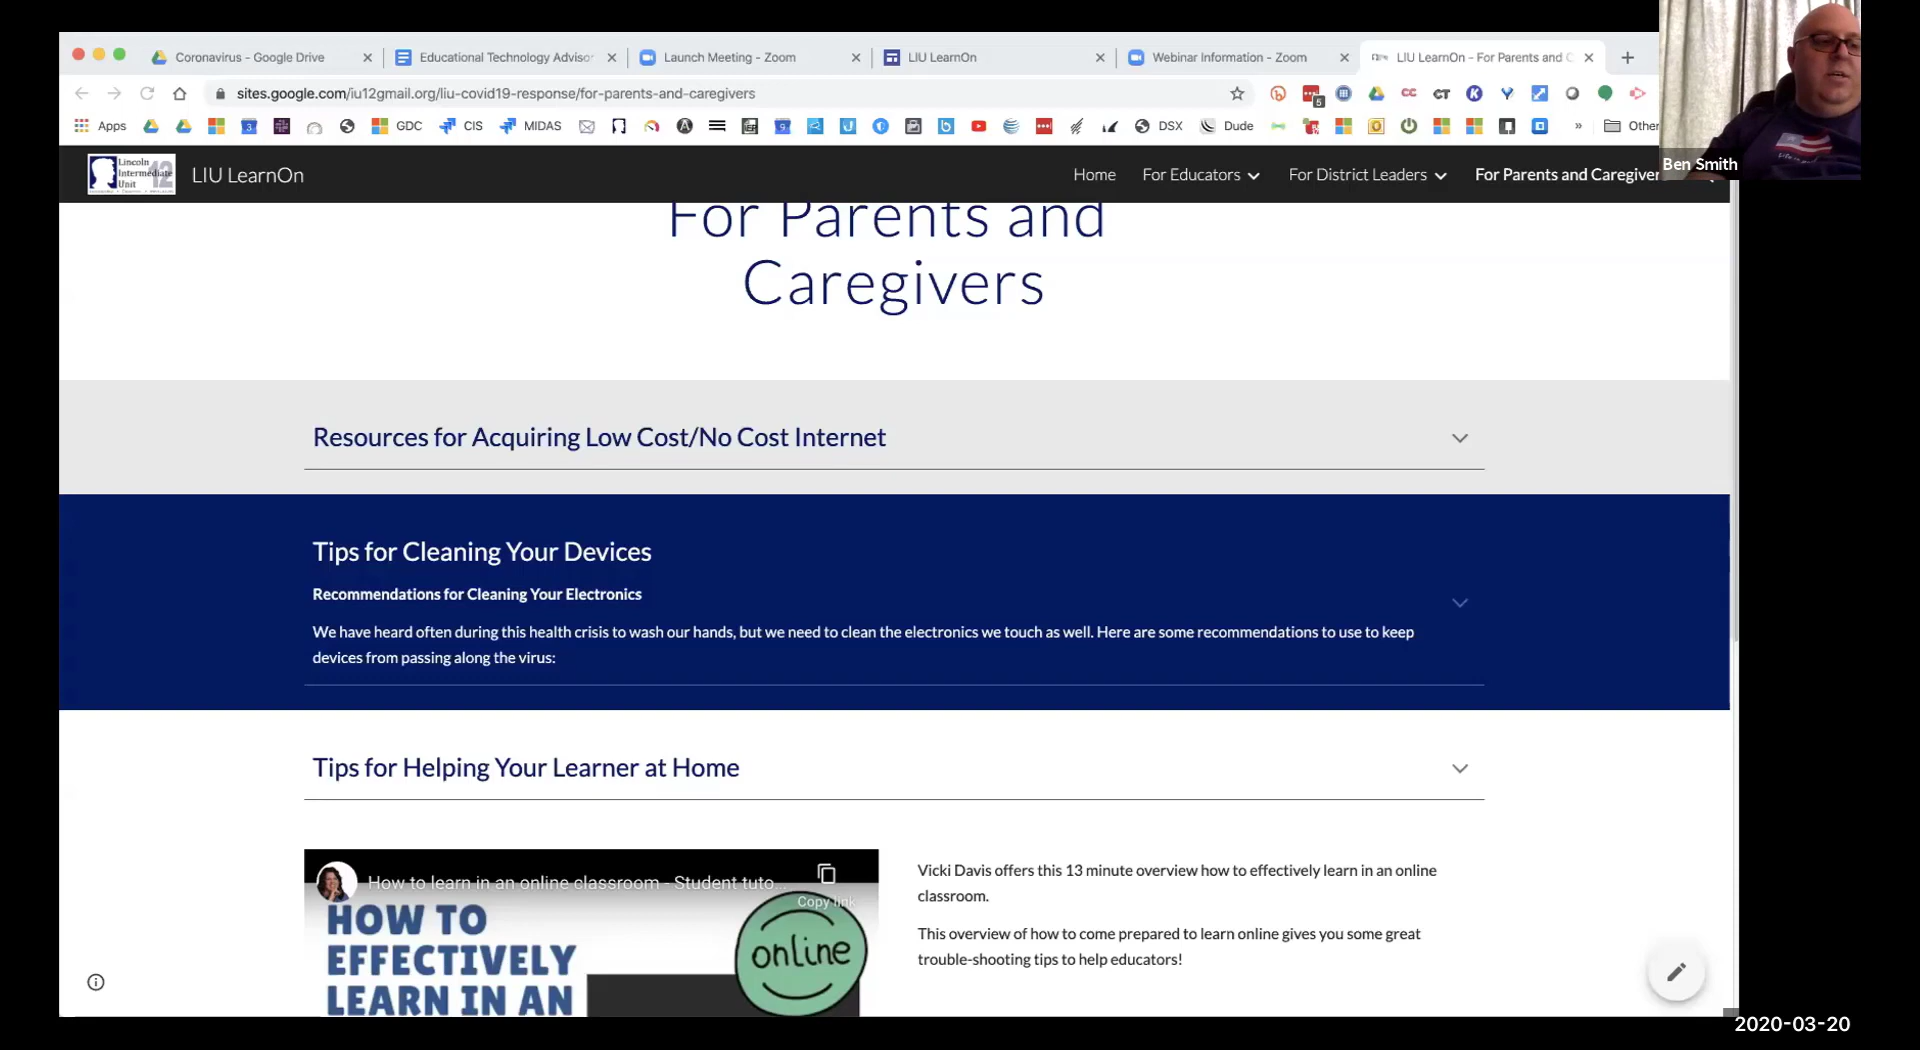 Coronavirus - Google Drive
Educational Technology Adviso
Launch Meeting - Zoom
LIU LearnOn
Webinar Information - Zoom
LIU LearnOn - For Parents and C
sites.google.com/iu12gmail.org/liu-covid19-response/for-parents-and-caregivers
Apps
GDC
CIS
MIDAS
DSX
Dude
Other
Ben Smith
Lincoln
Intermediate
Unit
12
LIU LearnOn
Home
For Educators
For District Leaders
For Parents and Caregiver
For Parents and
Caregivers
Resources for Acquiring Low Cost/No Cost Internet
Tips for Cleaning Your Devices
Recommendations for Cleaning Your Electronics
We have heard often during this health crisis to wash our hands, but we need to clean the electronics we touch as well. Here are some recommendations to use to keep
devices from passing along the virus:
Tips for Helping Your Learner at Home
How to learn in an online classroom - Student tuto...
Copy link
HOW TO
EFFECTIVELY
LEARN IN AN
online
Vicki Davis offers this 13 minute overview how to effectively learn in an online
classroom.
This overview of how to come prepared to learn online gives you some great
trouble-shooting tips to help educators!
2020-03-20